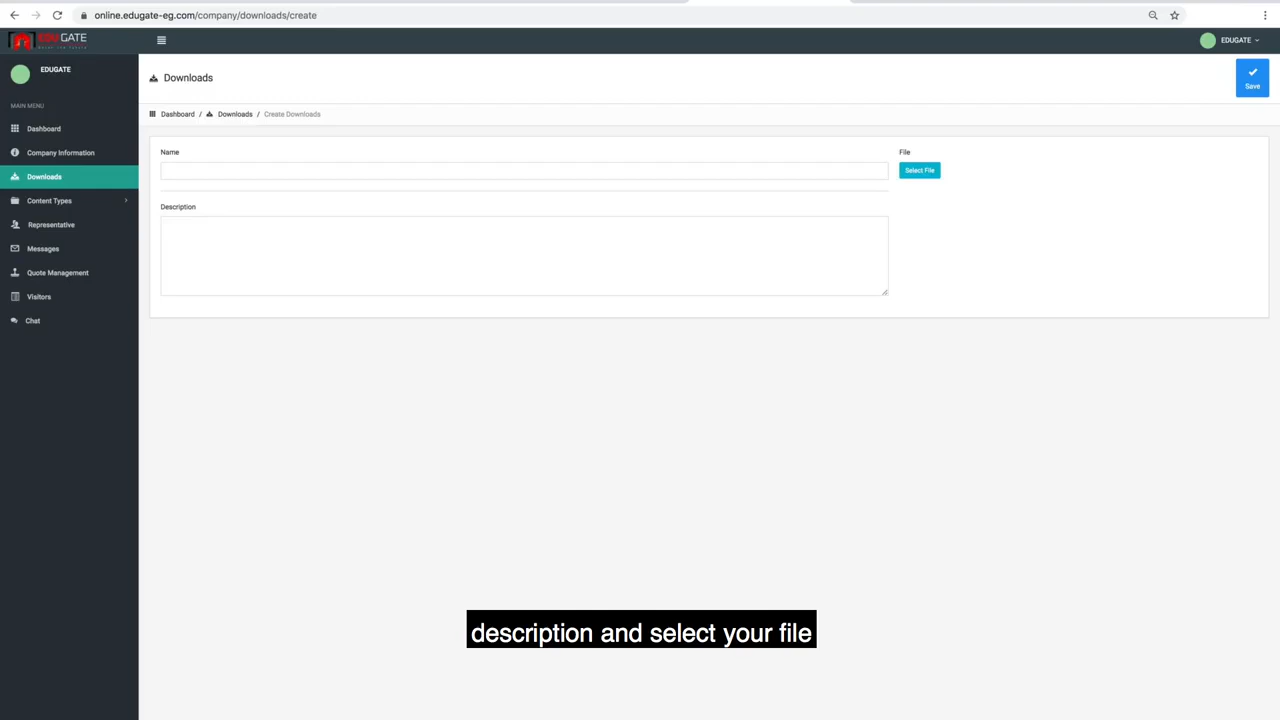 online.edugate-eg.com/company/downloads/create
EDUGATE
EDUGATE
EDUGATE
Downloads
Save
MAIN MENU
Dashboard / Downloads / Create Downloads
Dashboard
Company Information
Downloads
Content Types
Representative
Messages
Quote Management
Visitors
Chat
Name
File
Select File
Description
description and select your file